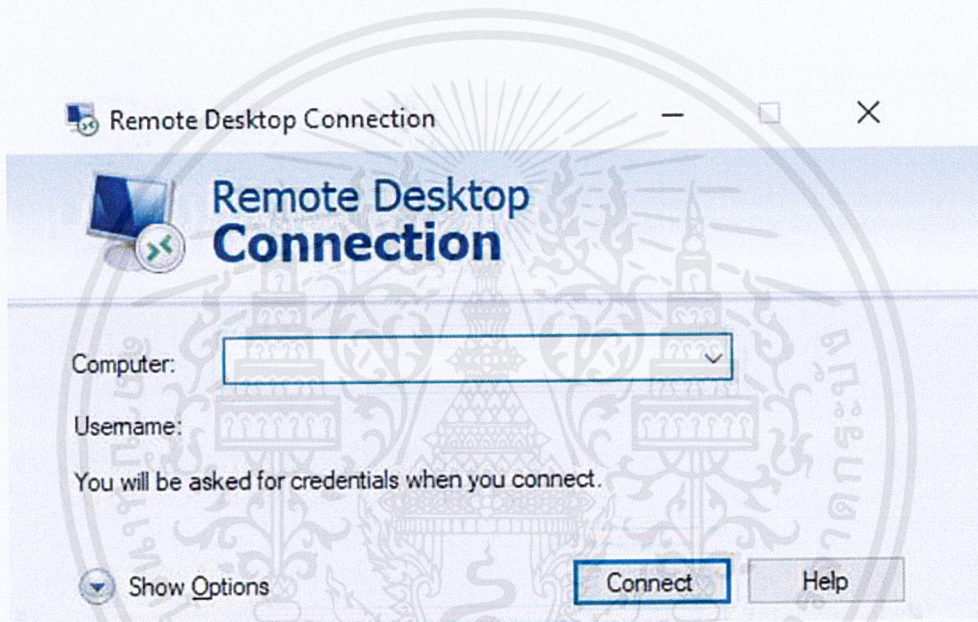 Remote Desktop Connection
Remote Desktop
Connection
Computer:
Username:
You will be asked for credentials when you connect.
Show Options
Connect
Help